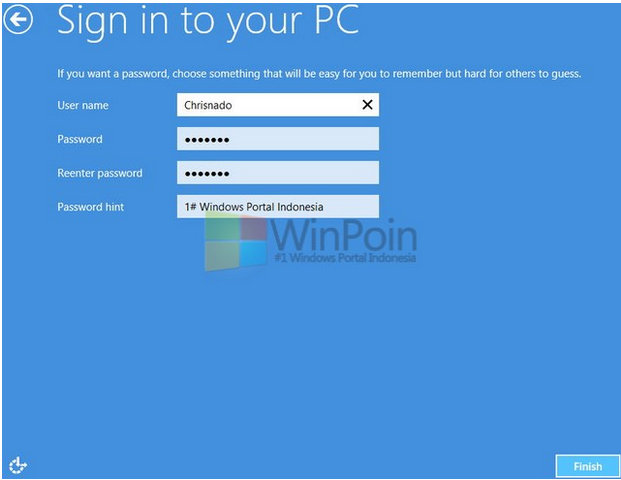 Sign in to your PC
If you want a password, choose something that will be easy for you to remember but hard for others to guess.
User name
Chrisnado
Password
•••••••
Reenter password
•••••••
Password hint
1# Windows Portal Indonesia
WinPoin
#1 Windows Portal Indonesia
Finish